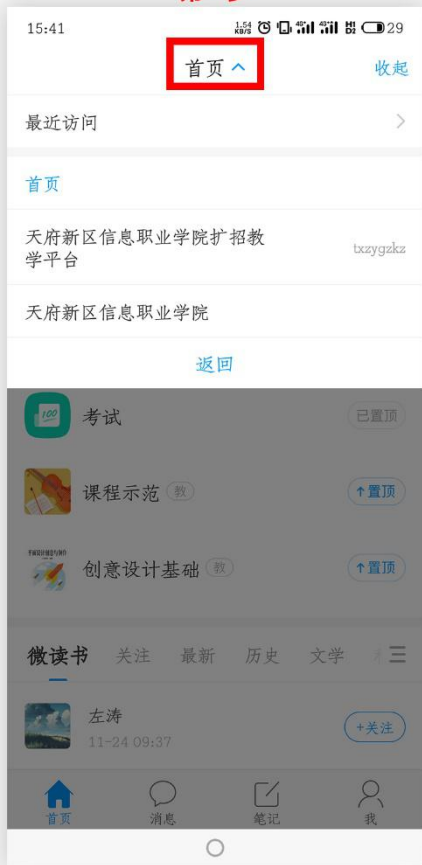 15:41 1.54 KB/S 29
首页
收起
最近访问
首页
天府新区信息职业学院扩招教
学平台
txzygzkz
天府新区信息职业学院
返回
考试
已置顶
课程示范 教
↑置顶
创意设计基础 教
↑置顶
微读书 关注 最新 历史 文学
左涛
11-24 09:37
+关注
首页 消息 笔记 我